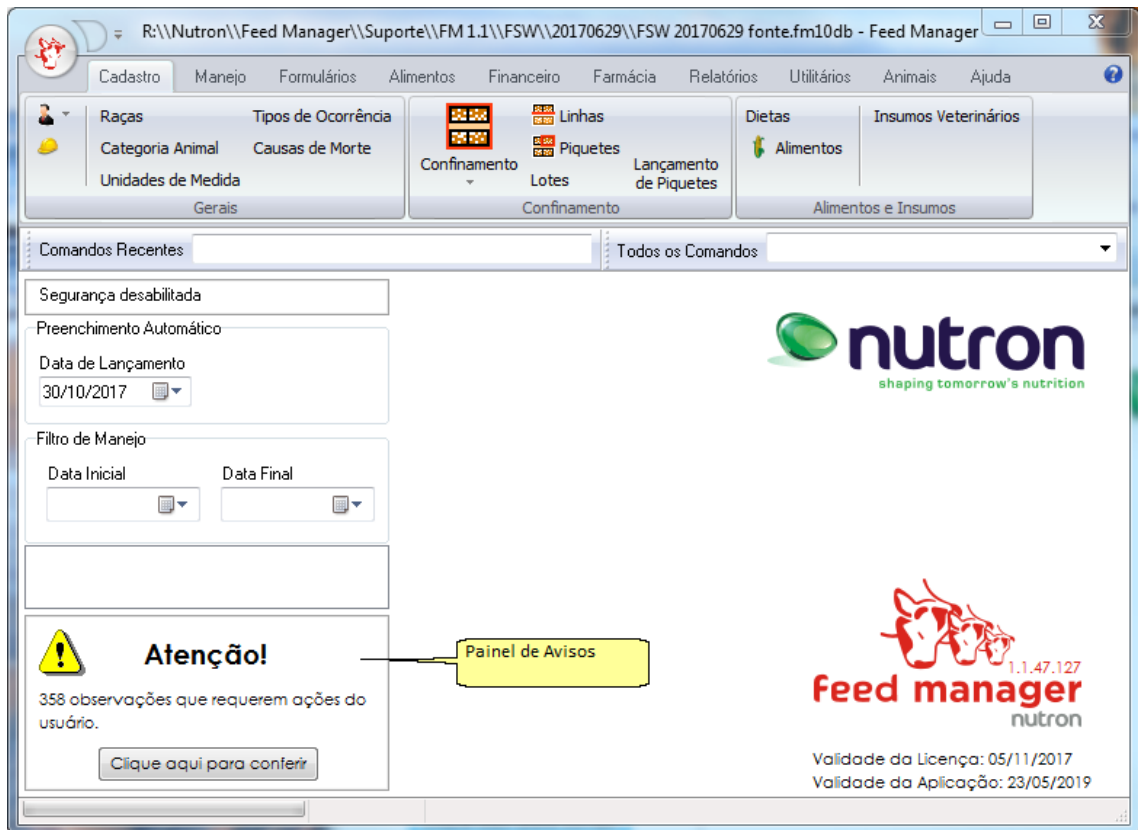 R:\\\Nutron\\Feed Manager\\Suporte\\FM 1.1\\FSW\\20170629\\FSW 20170629 fonte.fm10db - Feed Manager
Cadastro Manejo Formulários Alimentos Financeiro Farmácia Relatórios Utilitários Animais Ajuda
Raças Tipos de Ocorrência
Categoria Animal Causas de Morte
Unidades de Medida
Gerais
Confinamento
Linhas
Piquetes
Lotes
Lançamento
de Piquetes
Confinamento
Dietas Insumos Veterinários
Alimentos
Alimentos e Insumos
Comandos Recentes Todos os Comandos
Segurança desabilitada
Preenchimento Automático
Data de Lançamento
30/10/2017
Filtro de Manejo
Data Inicial Data Final
Atenção!
358 observações que requerem ações do
usuário.
Clique aqui para conferir
Painel de Avisos
nutron
shaping tomorrow's nutrition
1.1.47.127
Feed manager
nutron
Validade da Licença: 05/11/2017
Validade da Aplicação: 23/05/2019